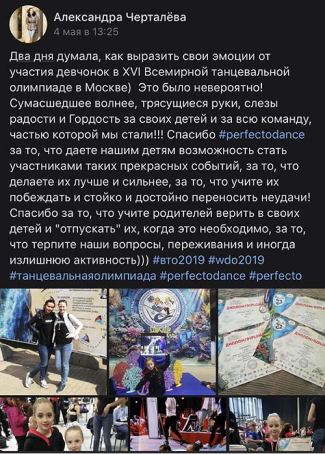 Александра Черталёва
4 мая в 13:25
Два дня думала, как выразить свои эмоции от
участия девчонок в XVI Всемирной танцевальной
олимпиаде в Москве) Это было невероятно!
Сумасшедшее волнее, трясущиеся руки, слезы
радости и Гордость за своих детей и за всю команду,
частью которой мы стали!!! Спасибо #perfectodance
за то, что даете нашим детям возможность стать
участниками таких прекрасных событий, за то, что
делаете их лучше и сильнее, за то, что учите их
побеждать и стойко и достойно переносить неудачи!
Спасибо за то, что учите родителей верить в своих
детей и "отпускать" их, когда это необходимо, за то,
что терпите наши вопросы, переживания и иногда
излишнюю активность))) #вто2019 #wdo2019
#танцевальнаяолимпиада #perfectodance #perfecto